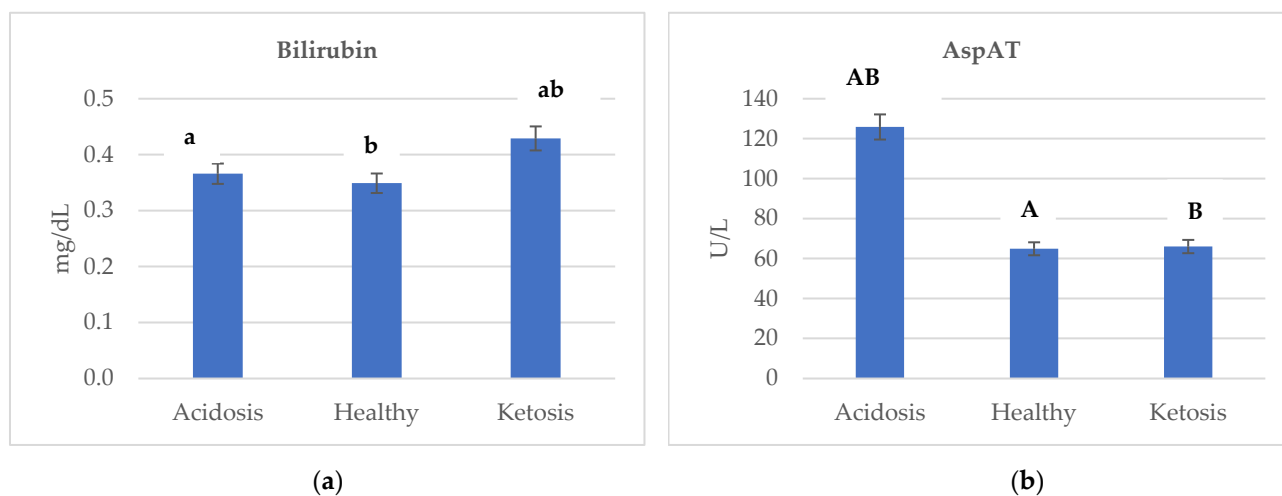 Bilirubin
ab
0.5
a
b
0.4
0.3
mg/dL
0.2
0.1
0.0
Acidosis Healthy Ketosis
(a)
AspAT
AB
140
120
100
A
B
80
U/L
60
40
20
0
Acidosis Healthy Ketosis
(b)